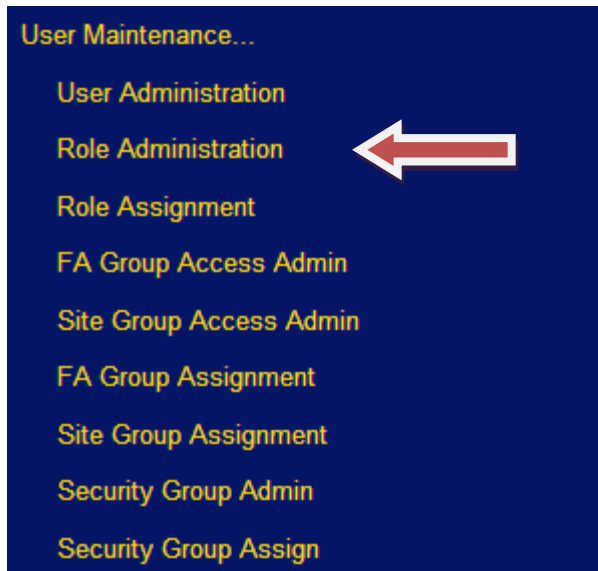 User Maintenance...
User Administration
Role Administration
Role Assignment
FA Group Access Admin
Site Group Access Admin
FA Group Assignment
Site Group Assignment
Security Group Admin
Security Group Assign